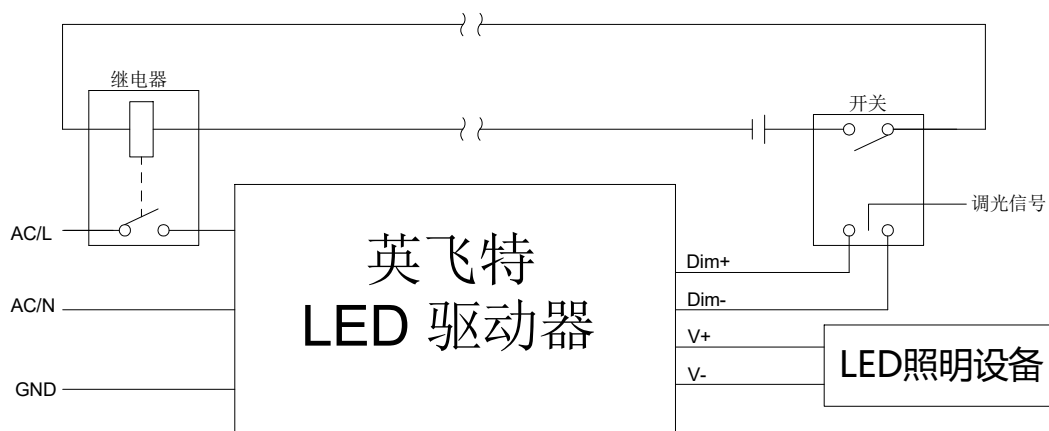 继电器
开关
调光信号
AC/L
英飞特
LED 驱动器
Dim+
AC/N
Dim-
V+
LED照明设备
V-
GND